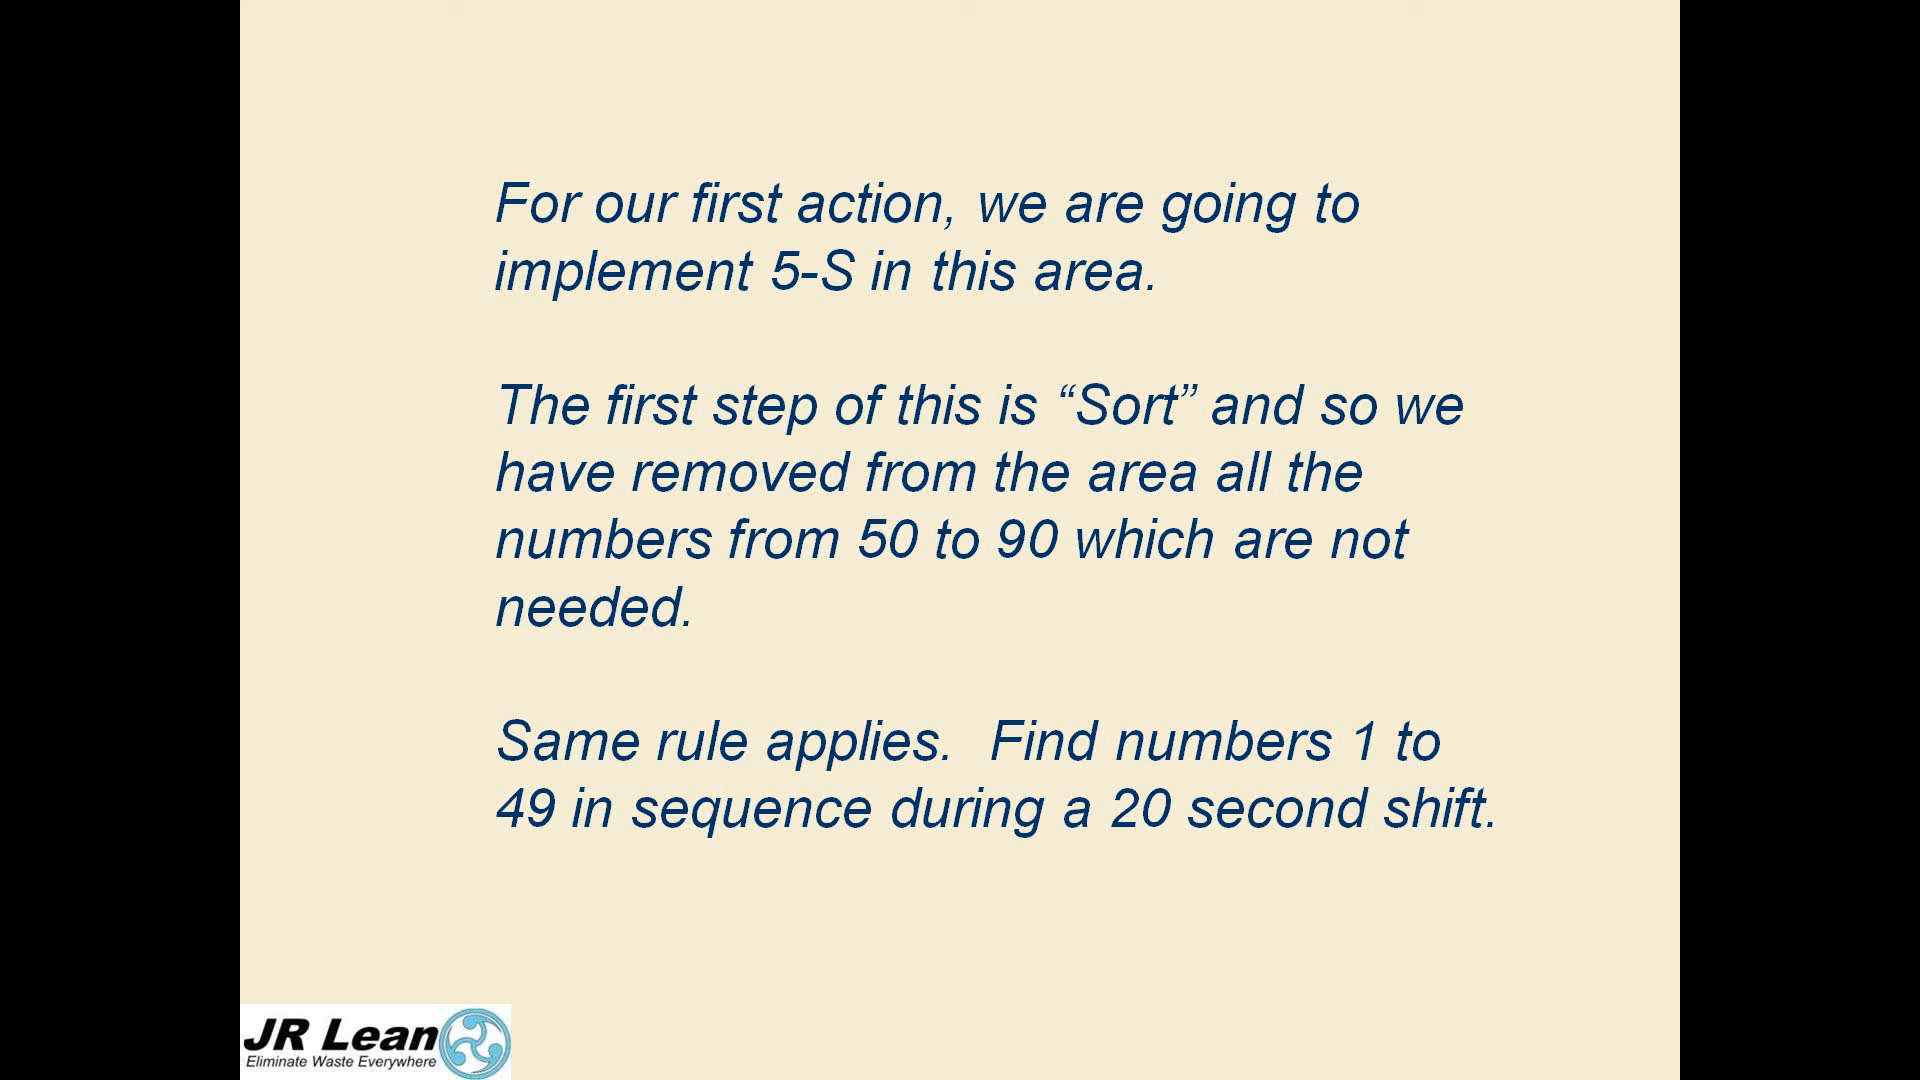 For our first action, we are going to
implement 5-S in this area.
The first step of this is “Sort” and so we
have removed from the area all the
numbers from 50 to 90 which are not
needed.
Same rule applies.  Find numbers 1 to
49 in sequence during a 20 second shift.
JR Lean
Eliminate Waste Everywhere